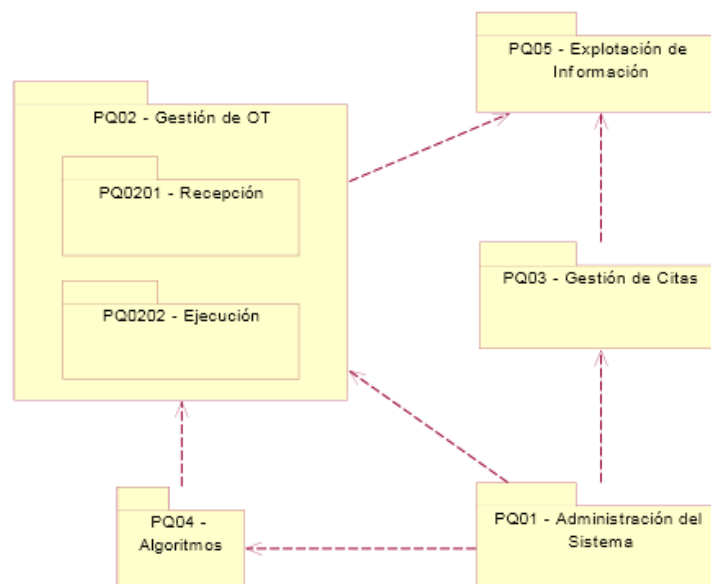 PQ05 - Explotación de
Información
PQ02 - Gestión de OT
PQ0201 - Recepción
PQ0202 - Ejecución
PQ03 - Gestión de Citas
PQ04 -
Algoritmos
PQ01 - Administración del
Sistema